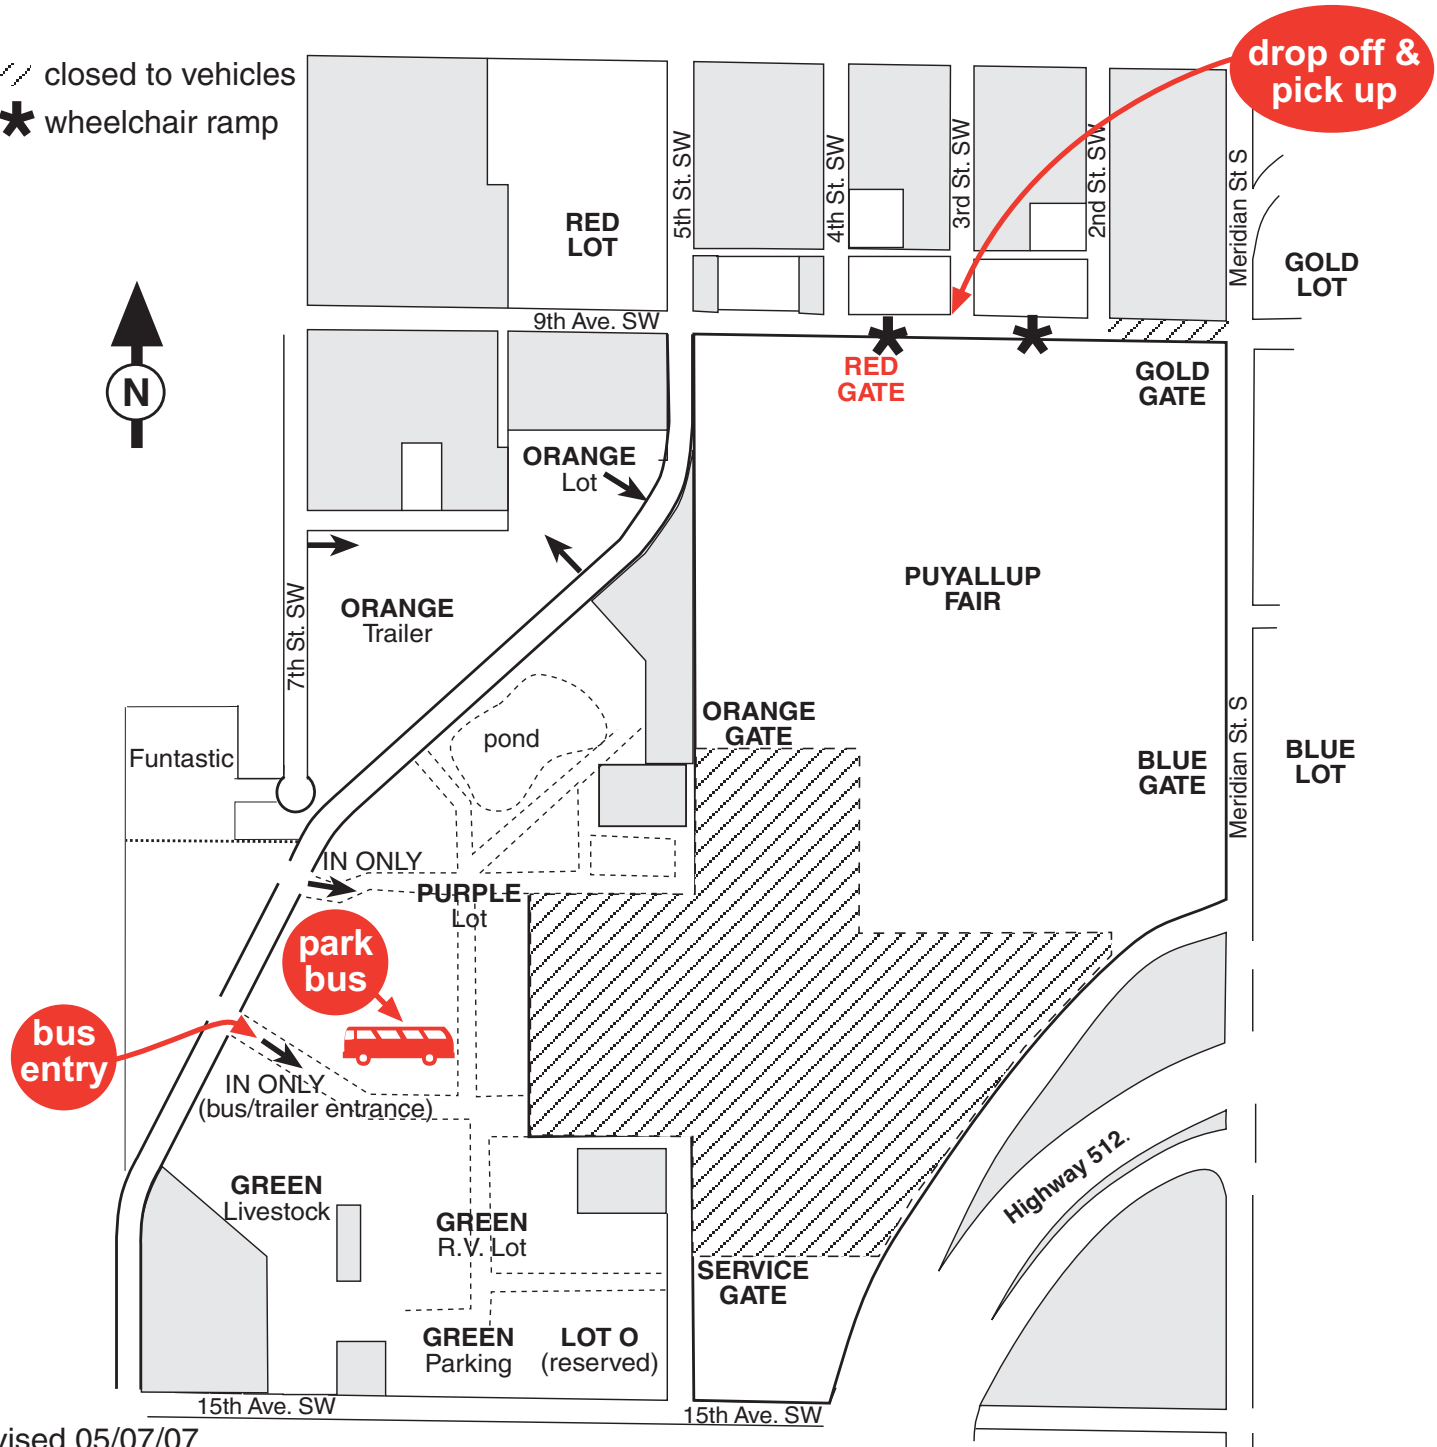 closed to vehicles
wheelchair ramp
drop off &
pick up
5th St. SW
4th St. SW
3rd St. SW
2nd St. SW
Meridian St S
RED
LOT
GOLD
LOT
9th Ave. SW
N
RED
GATE
GOLD
GATE
ORANGE
Lot
PUYALLUP
FAIR
ORANGE
Trailer
7th St. SW
ORANGE
GATE
pond
Funtastic
BLUE
GATE
Meridian St. S
BLUE
LOT
IN ONLY
PURPLE
Lot
park
bus
bus
entry
IN ONLY
(bus/trailer entrance)
Highway 512.
GREEN
Livestock
GREEN
R.V. Lot
SERVICE
GATE
GREEN
Parking
LOT O
(reserved)
15th Ave. SW
15th Ave. SW
vised 05/07/07